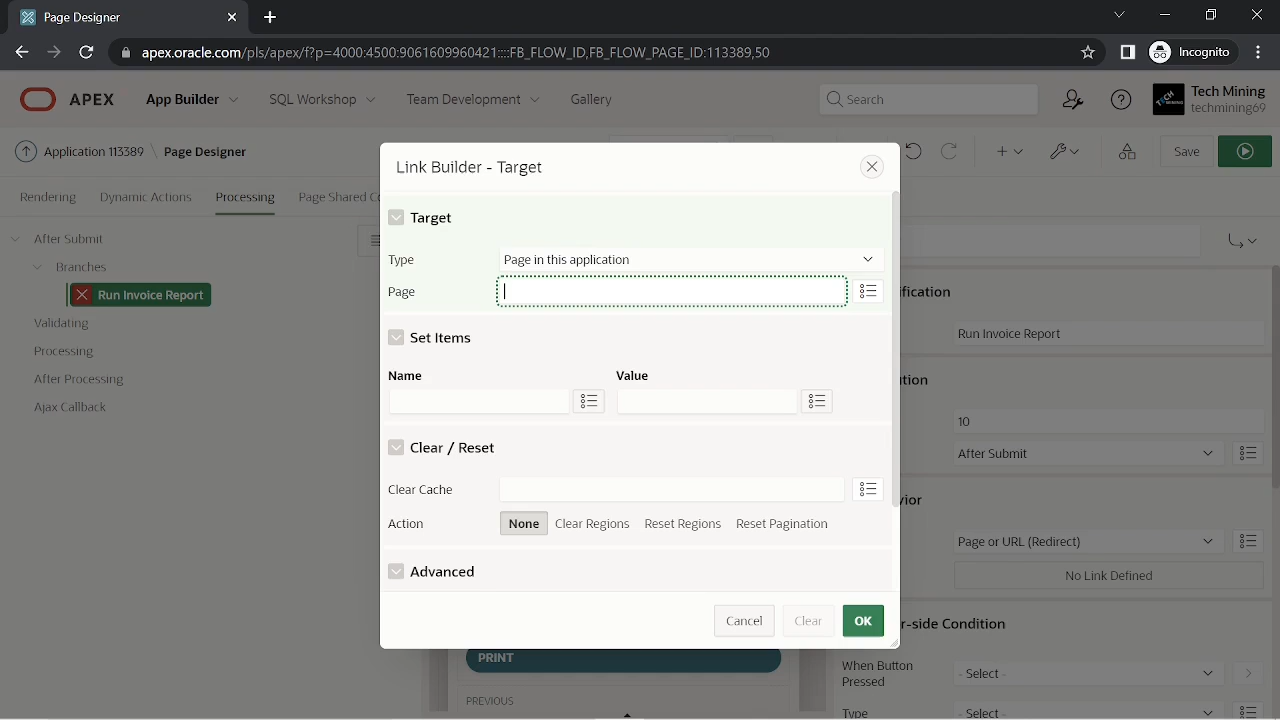 Page Designer
apex.oracle.com/pls/apex/f?p=4000:4500:9061609960421::::FB_FLOW_ID,FB_FLOW_PAGE_ID:113389,50
Incognito
APEX
App Builder
SQL Workshop
Team Development
Gallery
Search
Tech Mining
techmining69
Application 113389 \ Page Designer
Save
Rendering
Dynamic Actions
Processing
Page Shared Co
After Submit
Branches
Run Invoice Report
Validating
Processing
After Processing
Ajax Callback
Link Builder - Target
Target
Type
Page in this application
Page
Set Items
Name
Value
Clear / Reset
Clear Cache
Action
None
Clear Regions
Reset Regions
Reset Pagination
Advanced
Cancel
Clear
OK
PRINT
PREVIOUS
ification
Run Invoice Report
ution
10
After Submit
vior
Page or URL (Redirect)
No Link Defined
r-side Condition
When Button
Pressed
- Select -
Type
- Select -